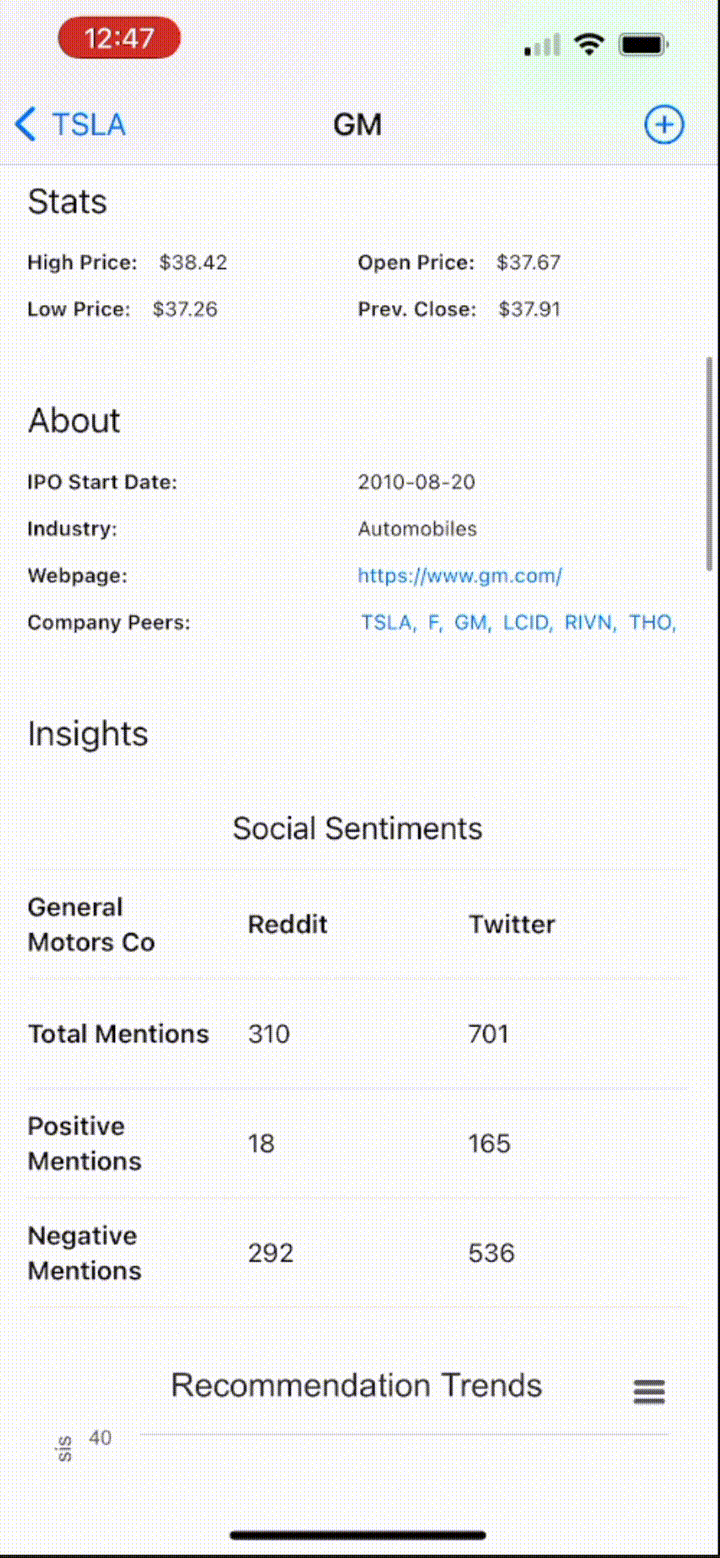 12:47
TSLA GM
Stats
High Price: $38.42 Open Price: $37.67
Low Price: $37.26 Prev. Close: $37.91
About
IPO Start Date: 2010-08-20
Industry: Automobiles
Webpage: https://www.gm.com/
Company Peers: TSLA, F, GM, LCID, RIVN, THO,
Insights
Social Sentiments
General
Motors Co Reddit Twitter
Total Mentions 310 701
Positive
Mentions 18 165
Negative
Mentions 292 536
Recommendation Trends
40
sis